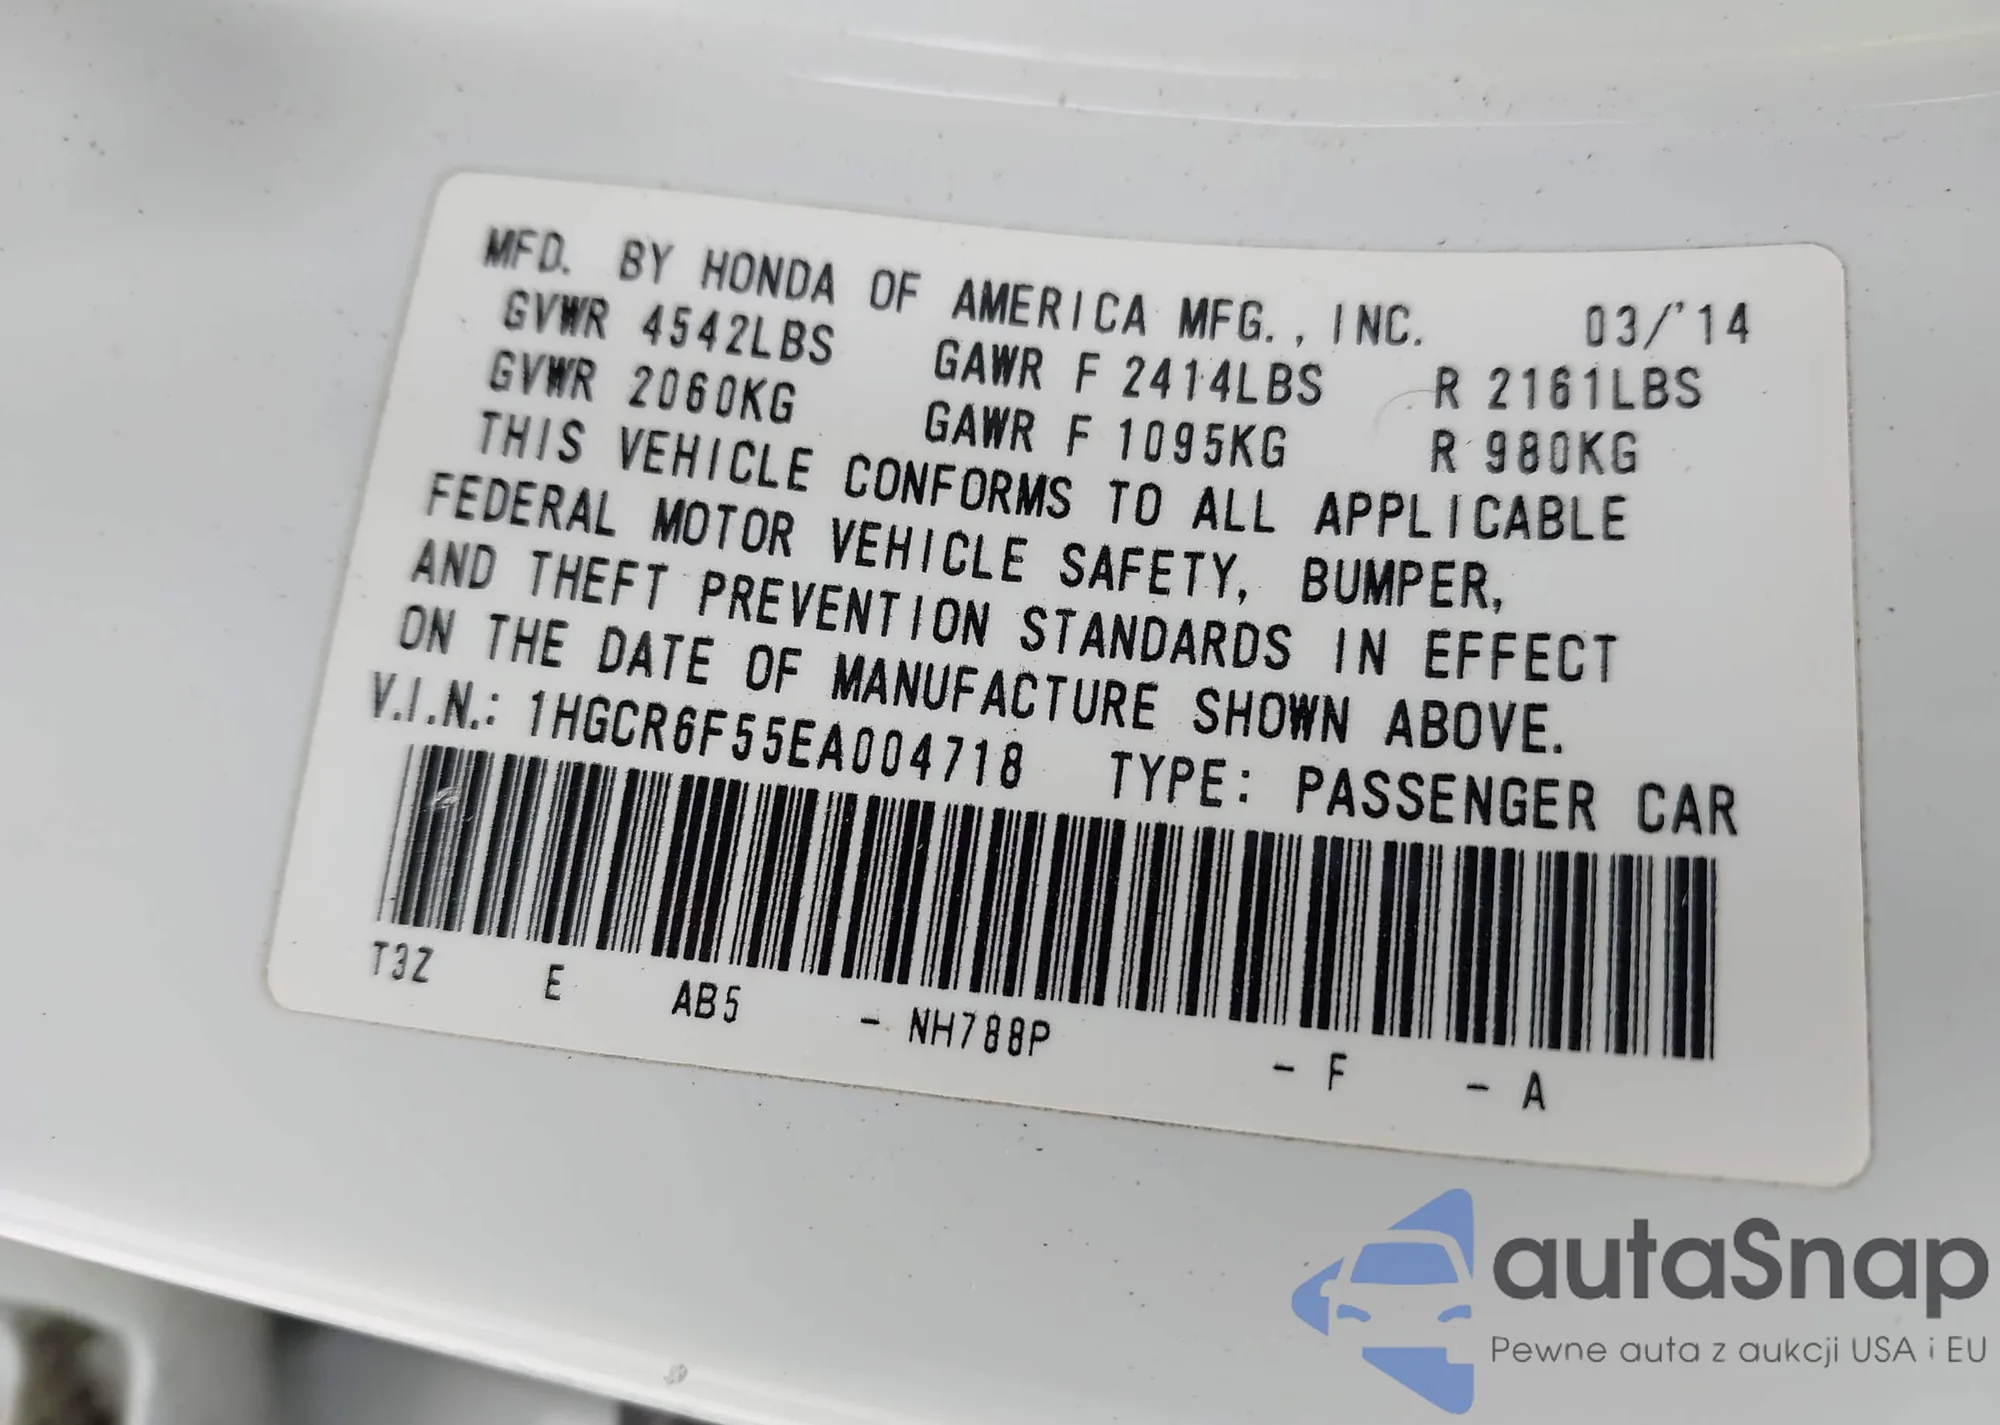 MFD. BY HONDA OF AMERICA MFG., INC. 03/'14
GVWR 4542LBS GAWR F 2414LBS R 2161LBS
GVWR 2060KG GAWR F 1095KG R 980KG
THIS VEHICLE CONFORMS TO ALL APPLICABLE
FEDERAL MOTOR VEHICLE SAFETY, BUMPER,
AND THEFT PREVENTION STANDARDS IN EFFECT
ON THE DATE OF MANUFACTURE SHOWN ABOVE.
V.I.N.: 1HGCR6F55EA004718 TYPE: PASSENGER CAR
T3Z E AB5 - NH788P - F - A
autaSnap
Pewne auta z aukcji USA i EU